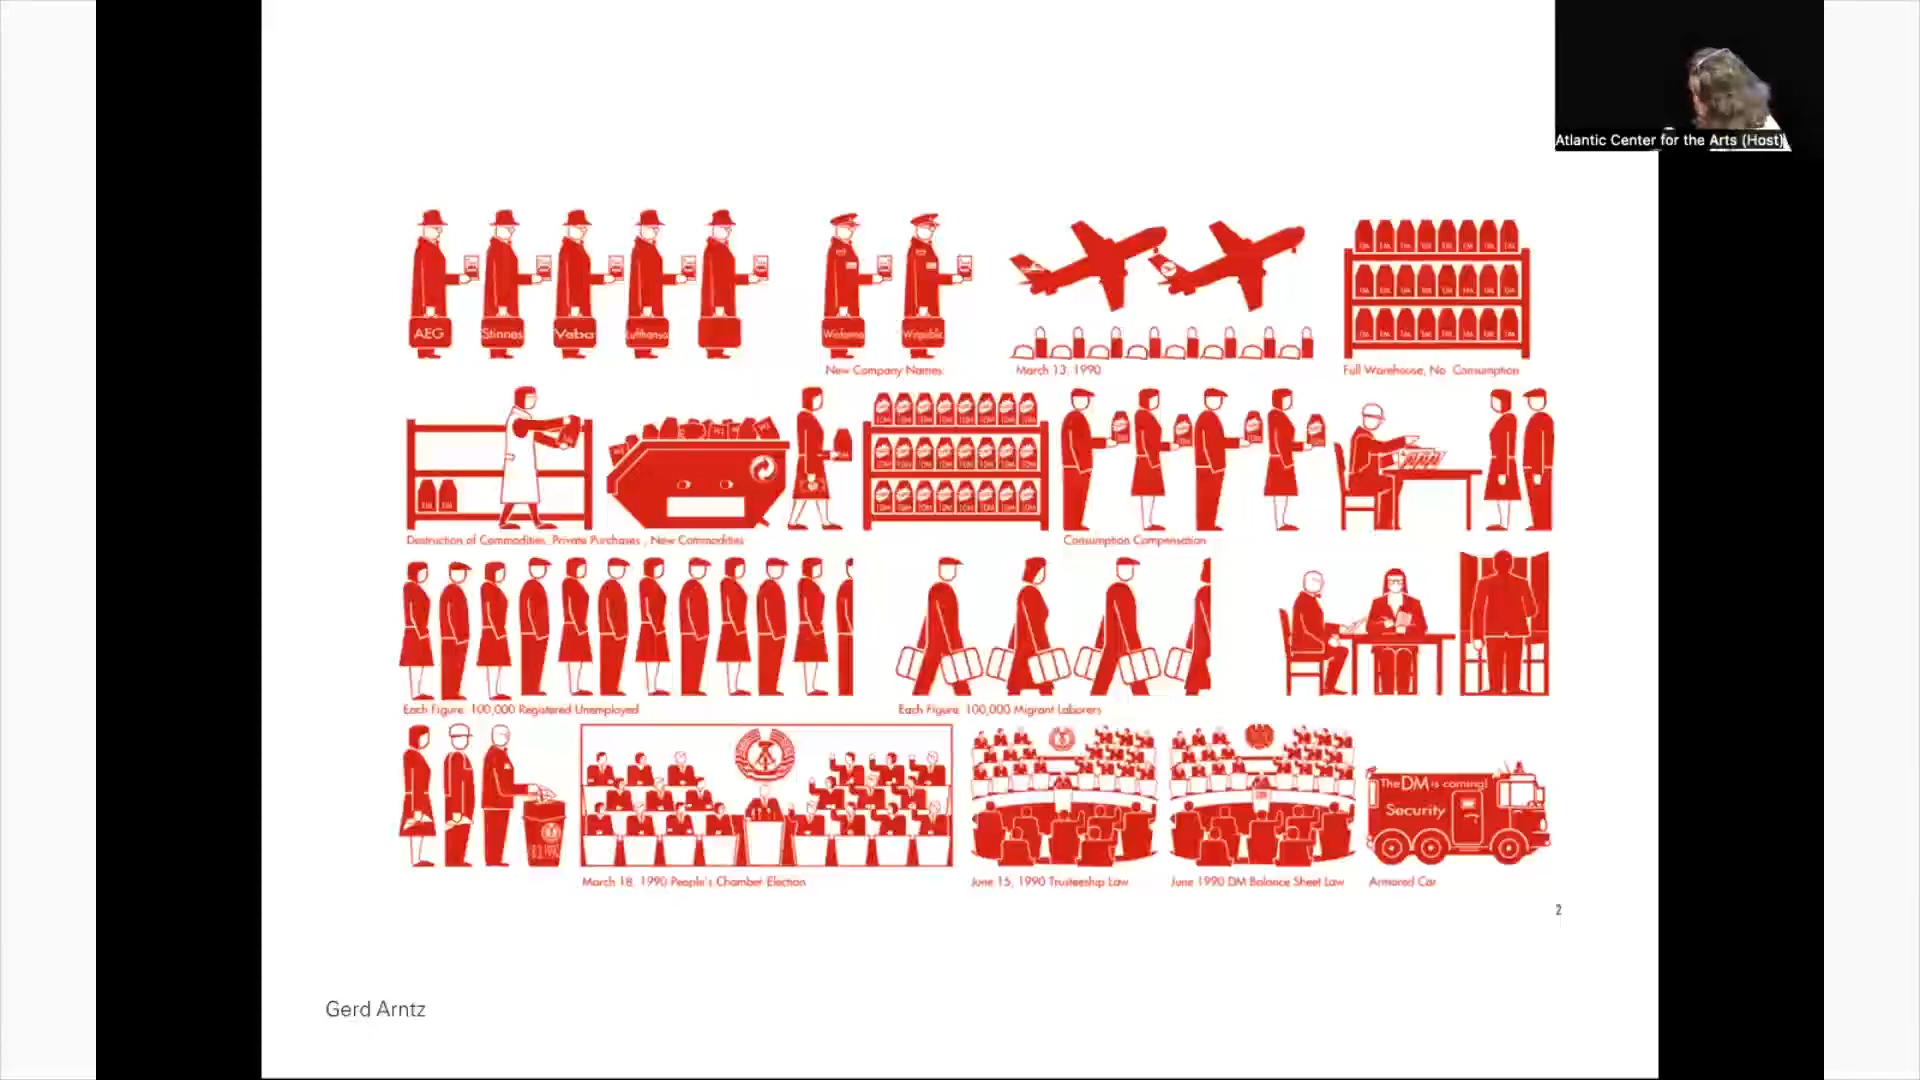 Atlantic Center for the Arts (Host)
AEG
Stinnes
Veba
Lufthansa
New Company Names
March 13, 1990
Full Warehouse, No Consumption
Destruction of Commodities, Private Purchases , New Commodities
Consumption Compensation
Each Figure: 100,000 Registered Unemployed
Each Figure: 100,000 Migrant Laborers
The DM is coming!
Security
March 18, 1990 People's Chamber Election
June 15, 1990 Trusteeship Law
June 1990 DM Balance Sheet Law
Armored Car
2
Gerd Arntz